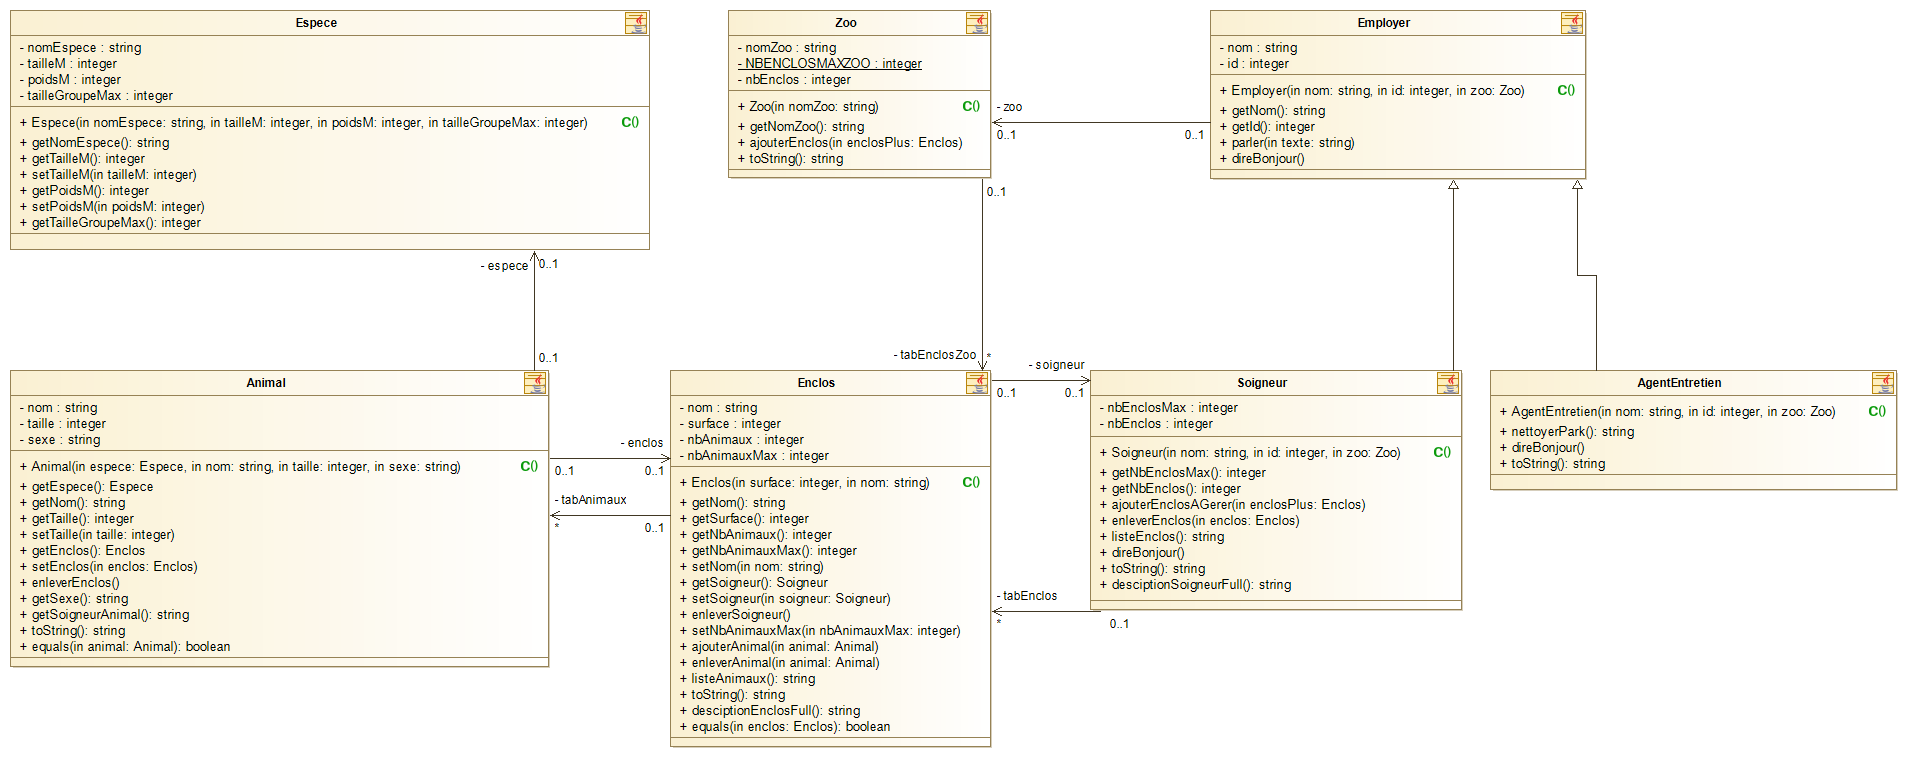 Espece
- nomEspece : string
- tailleM : integer
- poidsM : integer
- tailleGroupeMax : integer
+ Espece(in nomEspece: string, in tailleM: integer, in poidsM: integer, in tailleGroupeMax: integer) C()
+ getNomEspece(): string
+ getTailleM(): integer
+ setTailleM(in tailleM: integer)
+ getPoidsM(): integer
+ setPoidsM(in poidsM: integer)
+ getTailleGroupeMax(): integer
Zoo
- nomZoo : string
- NBENCLOSMAXZOO : integer
- nbEnclos : integer
+ Zoo(in nomZoo: string) C()
+ getNomZoo(): string
+ ajouterEnclos(in enclosPlus: Enclos)
+ toString(): string
- zoo
0..1
0..1
Employer
- nom : string
- id : integer
+ Employer(in nom: string, in id: integer, in zoo: Zoo) C()
+ getNom(): string
+ getId(): integer
+ parler(in texte: string)
+ direBonjour()
- espece
0..1
0..1
0..1
- tabEnclosZoo
*
Animal
- nom : string
- taille : integer
- sexe : string
+ Animal(in espece: Espece, in nom: string, in taille: integer, in sexe: string) C()
+ getEspece(): Espece
+ getNom(): string
+ getTaille(): integer
+ setTaille(in taille: integer)
+ getEnclos(): Enclos
+ setEnclos(in enclos: Enclos)
+ enleverEnclos()
+ getSexe(): string
+ getSoigneurAnimal(): string
+ toString(): string
+ equals(in animal: Animal): boolean
- enclos
0..1
0..1
- tabAnimaux
*
0..1
Enclos
- nom : string
- surface : integer
- nbAnimaux : integer
- nbAnimauxMax : integer
+ Enclos(in surface: integer, in nom: string) C()
+ getNom(): string
+ getSurface(): integer
+ getNbAnimaux(): integer
+ getNbAnimauxMax(): integer
+ setNom(in nom: string)
+ getSoigneur(): Soigneur
+ setSoigneur(in soigneur: Soigneur)
+ enleverSoigneur()
+ setNbAnimauxMax(in nbAnimauxMax: integer)
+ ajouterAnimal(in animal: Animal)
+ enleverAnimal(in animal: Animal)
+ listeAnimaux(): string
+ toString(): string
+ desciptionEnclosFull(): string
+ equals(in enclos: Enclos): boolean
- soigneur
0..1
0..1
- tabEnclos
*
0..1
Soigneur
- nbEnclosMax : integer
- nbEnclos : integer
+ Soigneur(in nom: string, in id: integer, in zoo: Zoo) C()
+ getNbEnclosMax(): integer
+ getNbEnclos(): integer
+ ajouterEnclosAGerer(in enclosPlus: Enclos)
+ enleverEnclos(in enclos: Enclos)
+ listeEnclos(): string
+ direBonjour()
+ toString(): string
+ desciptionSoigneurFull(): string
AgentEntretien
+ AgentEntretien(in nom: string, in id: integer, in zoo: Zoo) C()
+ nettoyerPark(): string
+ direBonjour()
+ toString(): string